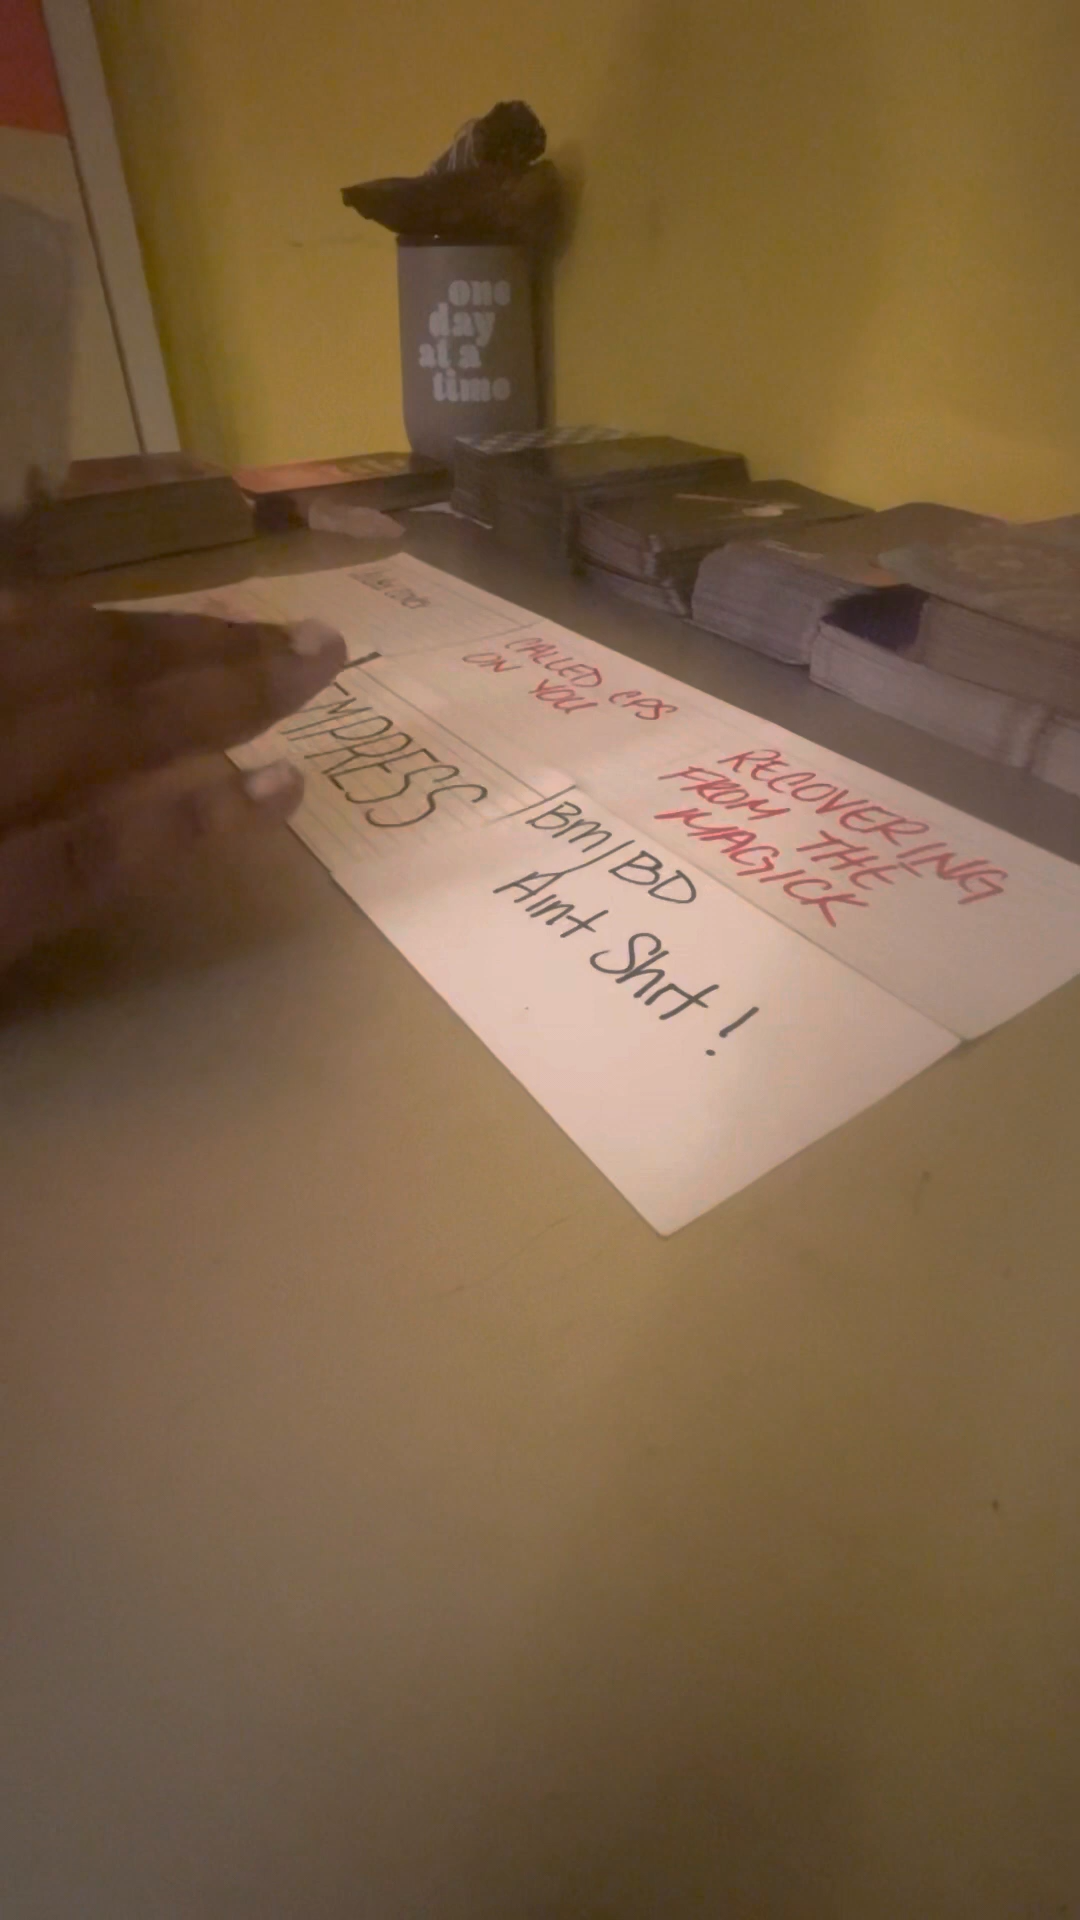 one
day
at a
time
CALLED CPS
ON YOU
EMPRESS
RECOVERING
FROM THE
MAGICK
BM/BD
Aint Shit!